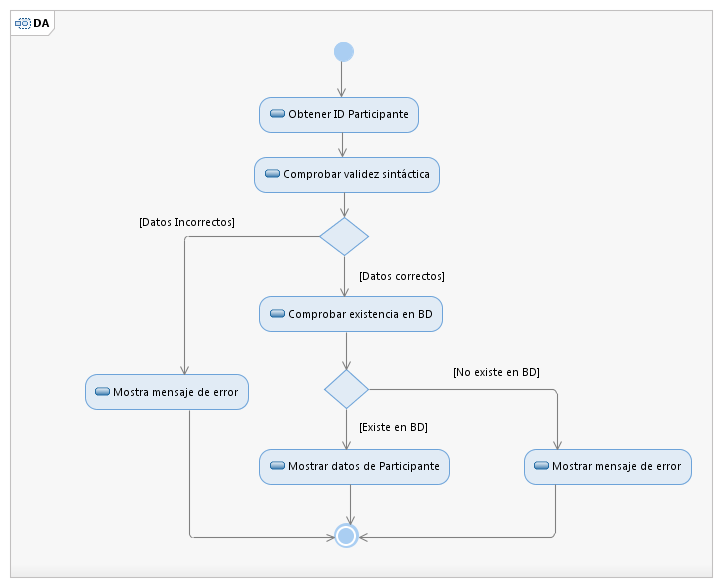 DA
Obtener ID Participante
Comprobar validez sintáctica
[Datos Incorrectos]
[Datos correctos]
Comprobar existencia en BD
[No existe en BD]
Mostra mensaje de error
[Existe en BD]
Mostrar datos de Participante
Mostrar mensaje de error